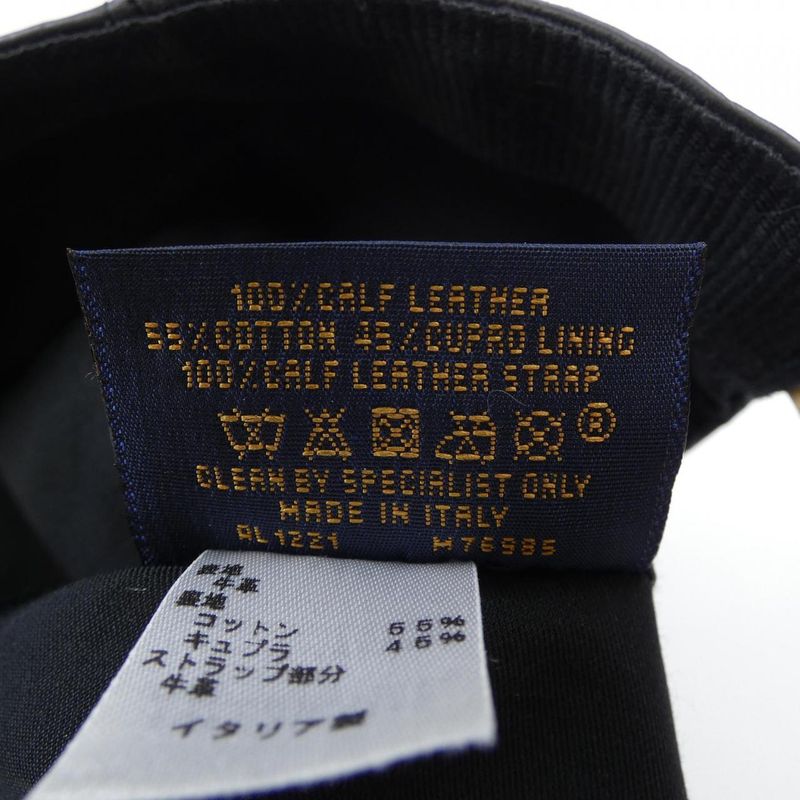 100% CALF LEATHER
55% COTTON 45% CUPRO LINING
100% CALF LEATHER STRAP
®
CLEAN BY SPECIALIST ONLY
MADE IN ITALY
AL1221 M76585
表地
牛革
裏地
コットン 55%
キュプラ 45%
ストラップ部分
牛革
イタリア製